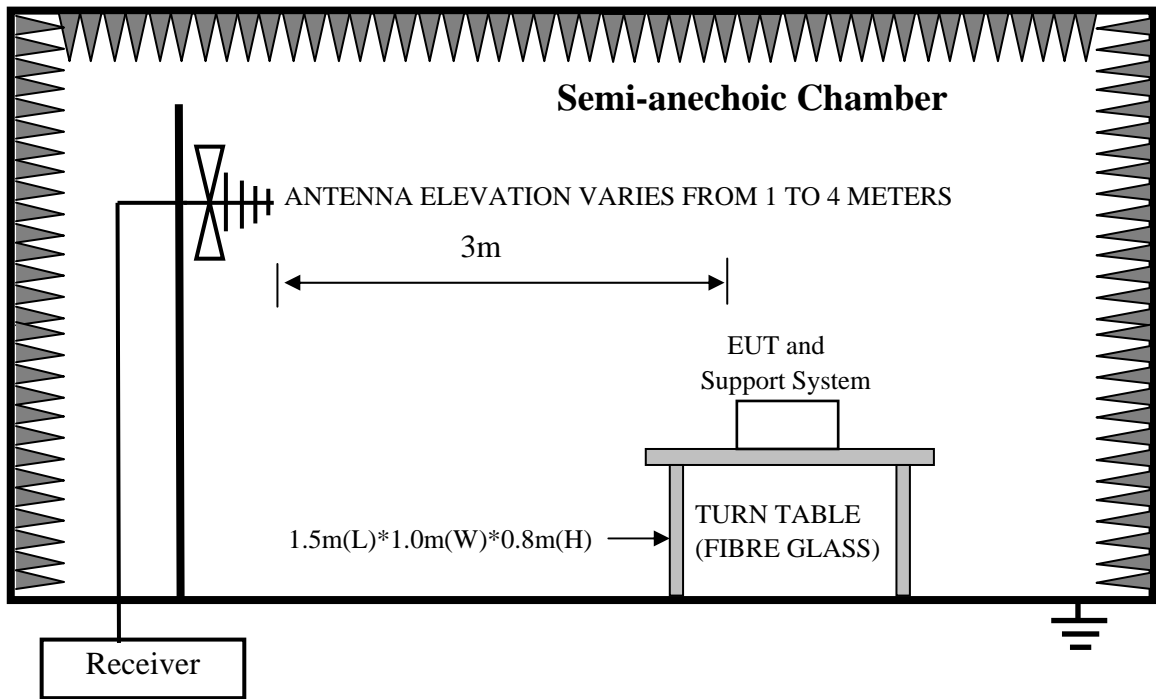 Semi-anechoic Chamber
ANTENNA ELEVATION VARIES FROM 1 TO 4 METERS
3m
EUT and
Support System
1.5m(L)*1.0m(W)*0.8m(H)
TURN TABLE
(FIBRE GLASS)
Receiver